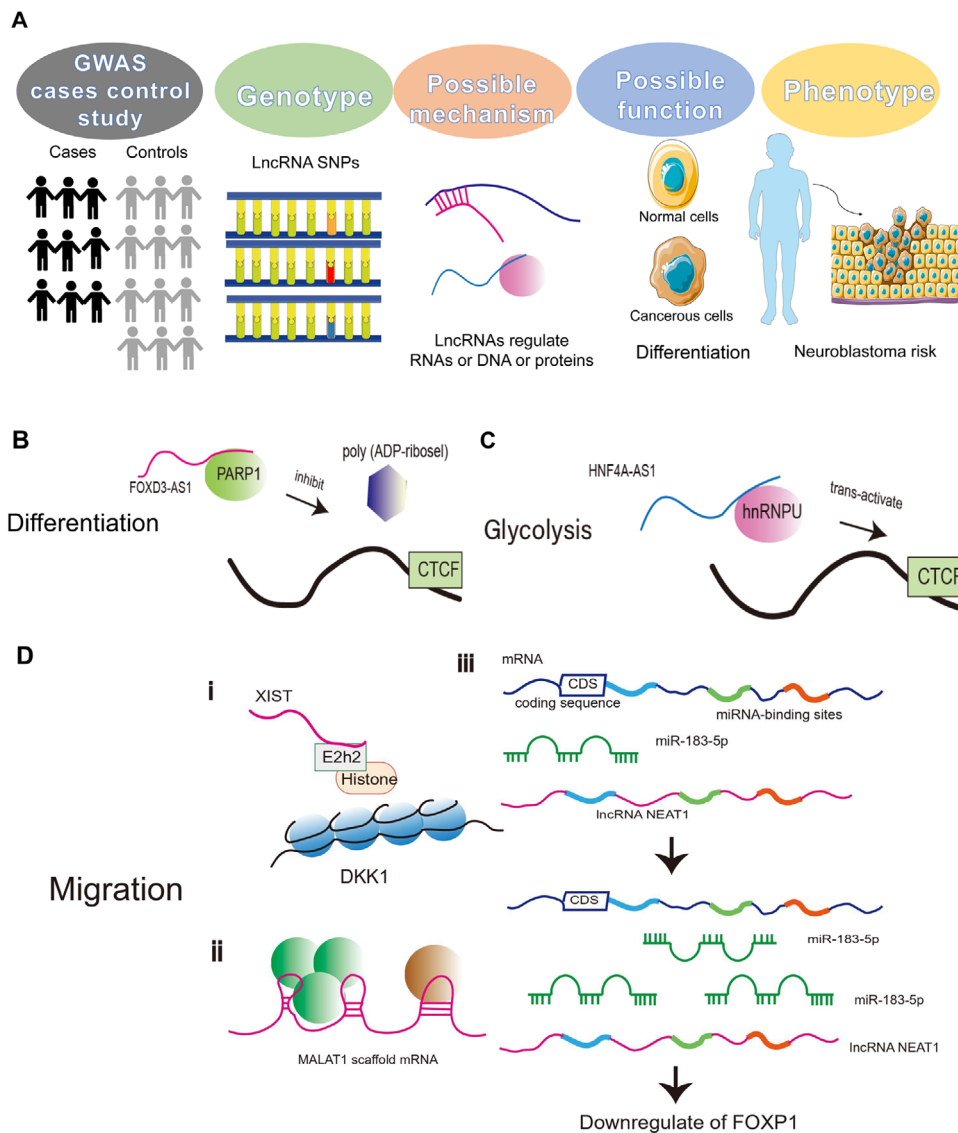 A
GWAS
cases control
study
Genotype
Possible
mechanism
Possible
function
Phenotype
Cases
Controls
LncRNA SNPs
LncRNAs regulate
RNAs or DNA or proteins
Normal cells
Cancerous cells
Differentiation
Neuroblastoma risk
B
FOXD3-AS1
PARP1
inhibit
poly (ADP-ribosel)
Differentiation
CTCF
C
HNF4A-AS1
hnRNPU
trans-activate
Glycolysis
CTCF
D
Migration
i
XIST
E2h2
Histone
DKK1
ii
MALAT1 scaffold mRNA
iii
mRNA
CDS
coding sequence
miRNA-binding sites
miR-183-5p
lncRNA NEAT1
CDS
miR-183-5p
miR-183-5p
lncRNA NEAT1
Downregulate of FOXP1